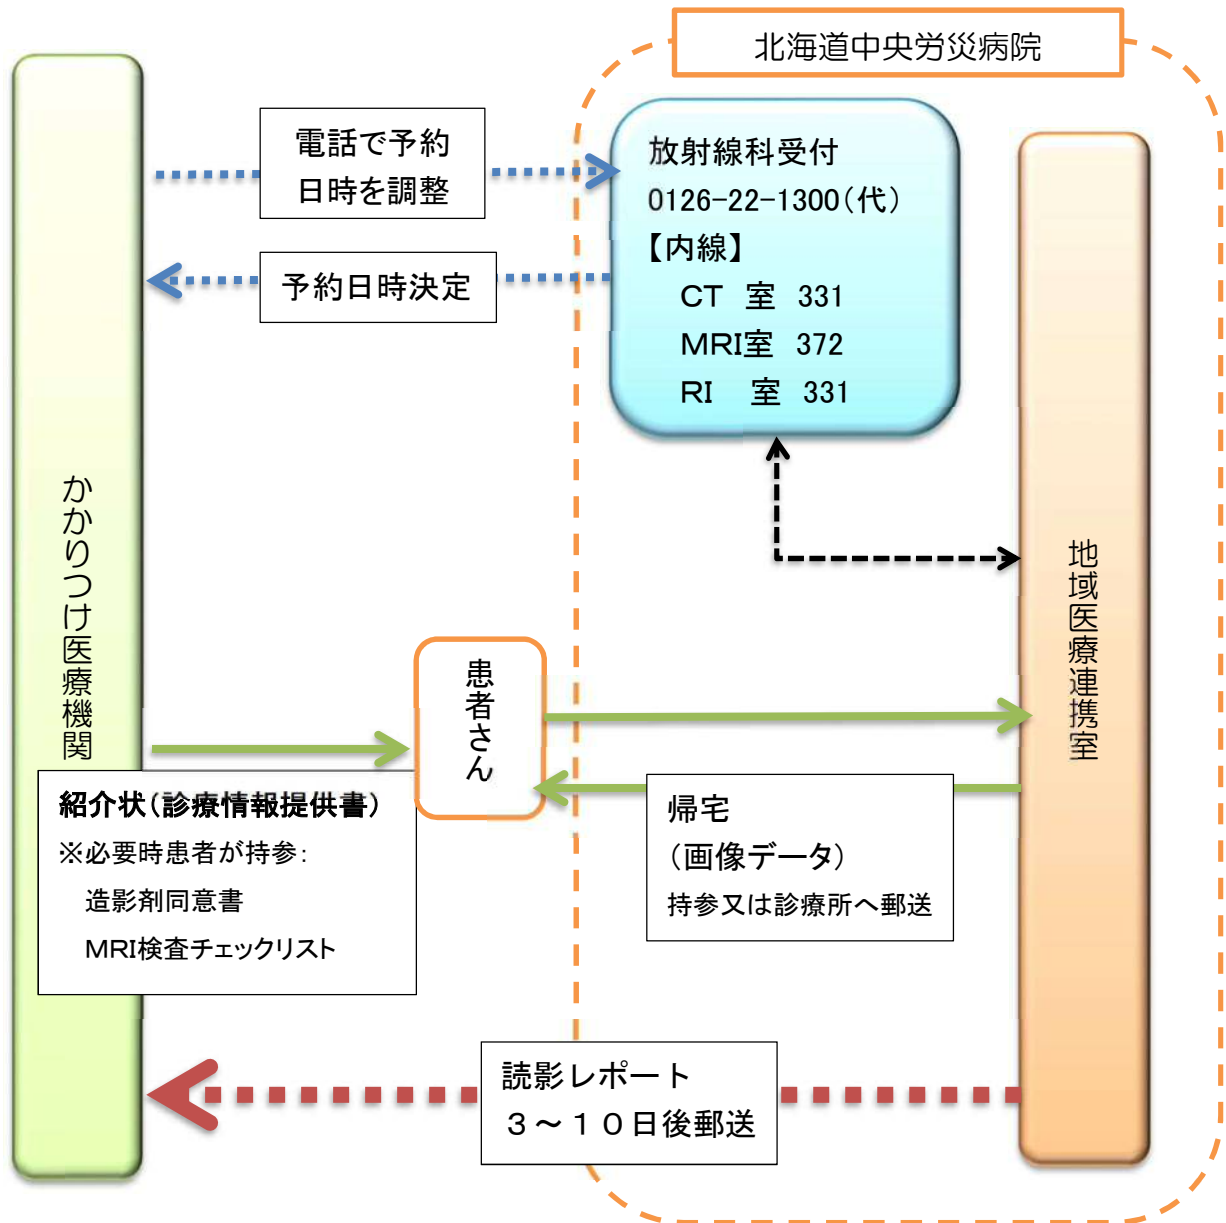 北海道中央労災病院
電話で予約
日時を調整
放射線科受付
0126-22-1300(代)
【内線】
CT 室 331
MRI室 372
RI 室 331
予約日時決定
かかりつけ医療機関
地域医療連携室
患者さん
紹介状(診療情報提供書)
※必要時患者が持参:
造影剤同意書
MRI検査チェックリスト
帰宅
(画像データ)
持参又は診療所へ郵送
読影レポート
３～１０日後郵送